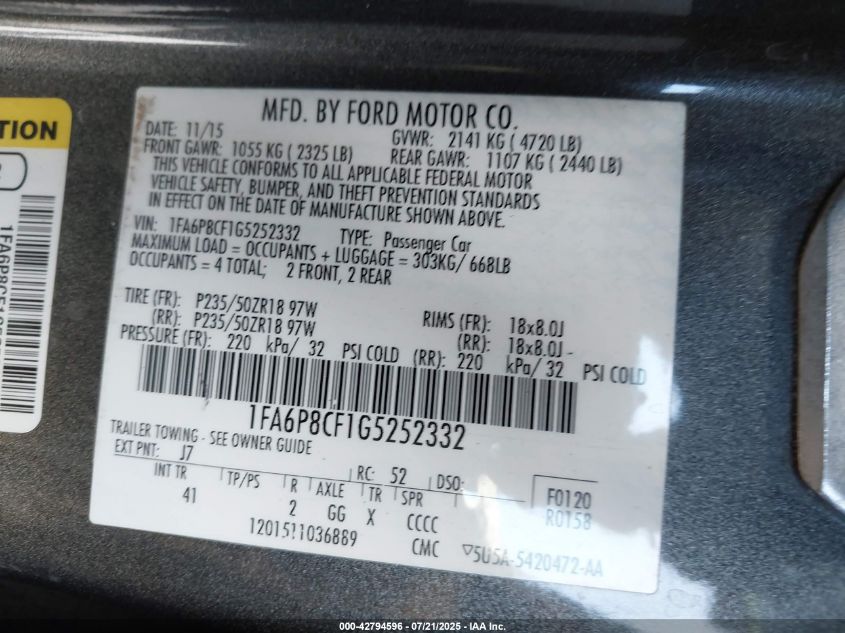 TION
1FA6P8CF1G52
MFD. BY FORD MOTOR CO.
DATE: 11/15 GVWR: 2141 KG ( 4720 LB)
FRONT GAWR: 1055 KG ( 2325 LB) REAR GAWR: 1107 KG ( 2440 LB)
THIS VEHICLE CONFORMS TO ALL APPLICABLE FEDERAL MOTOR
VEHICLE SAFETY, BUMPER, AND THEFT PREVENTION STANDARDS
IN EFFECT ON THE DATE OF MANUFACTURE SHOWN ABOVE.
VIN: 1FA6P8CF1G5252332 TYPE: Passenger Car
MAXIMUM LOAD = OCCUPANTS + LUGGAGE = 303KG/ 668LB
OCCUPANTS = 4 TOTAL; 2 FRONT, 2 REAR
TIRE (FR): P235/50ZR18 97W RIMS (FR): 18x8.0J
(RR): P235/50ZR18 97W (RR): 18x8.0J
PRESSURE (FR): 220 kPa/ 32 PSI COLD (RR): 220 kPa/ 32 PSI COLD
1FA6P8CF1G5252332
TRAILER TOWING - SEE OWNER GUIDE
EXT PNT: J7 RC: 52 DSO:
INT TR TP/PS R AXLE TR SPR F0120
41 2 GG X CCCC R0158
1201511036889 CMC ▽5U5A-5420472-AA
000-42794596 - 07/21/2025 - IAA Inc.